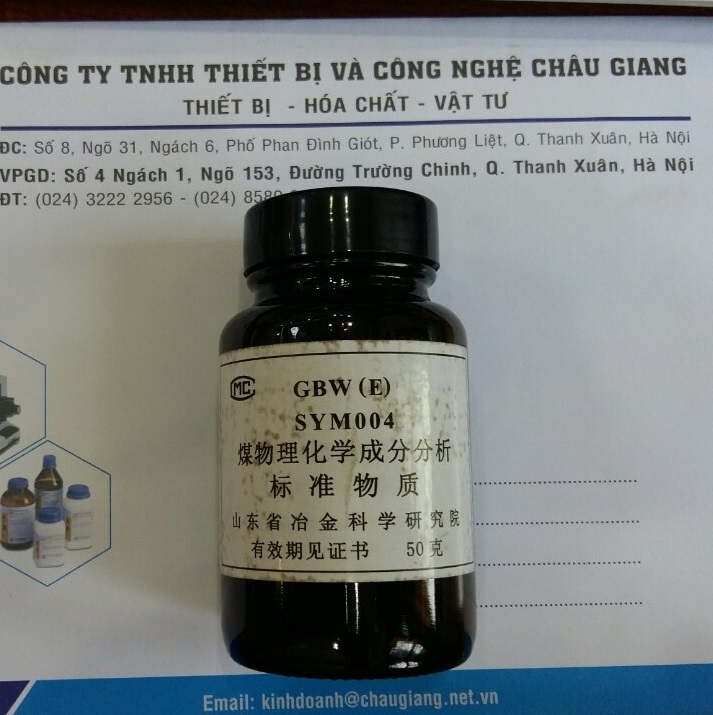 CÔNG TY TNHH THIẾT BỊ VÀ CÔNG NGHỆ CHÂU GIANG
THIẾT BỊ - HÓA CHẤT - VẬT TƯ
ĐC: Số 8, Ngõ 31, Ngách 6, Phố Phan Đình Giót, P. Phương Liệt, Q. Thanh Xuân, Hà Nội
VPGD: Số 4 Ngách 1, Ngõ 153, Đường Trường Chinh, Q. Thanh Xuân, Hà Nội
ĐT: (024) 3222 2956 - (024) 8589
MC GBW (E)
SYM004
煤物理化学成分分析
标准物质
山东省冶金科学研究院
有效期见证书 50克
Email: kinhdoanh@chaugiang.net.vn